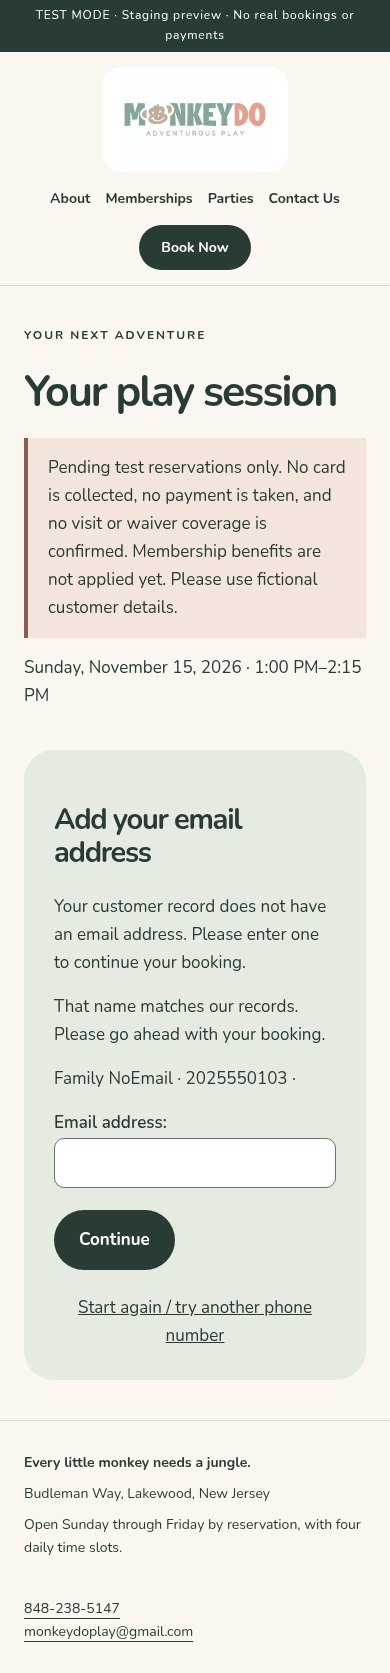 TEST MODE · Staging preview · No real bookings or
payments
MONKEYDO
ADVENTUROUS PLAY
About Memberships Parties Contact Us
Book Now
YOUR NEXT ADVENTURE
Your play session
Pending test reservations only. No card
is collected, no payment is taken, and
no visit or waiver coverage is
confirmed. Membership benefits are
not applied yet. Please use fictional
customer details.
Sunday, November 15, 2026 · 1:00 PM–2:15
PM
Add your email
address
Your customer record does not have
an email address. Please enter one
to continue your booking.
That name matches our records.
Please go ahead with your booking.
Family NoEmail · 2025550103 ·
Email address:
Continue
Start again / try another phone
number
Every little monkey needs a jungle.
Budleman Way, Lakewood, New Jersey
Open Sunday through Friday by reservation, with four
daily time slots.
848-238-5147
monkeydoplay@gmail.com